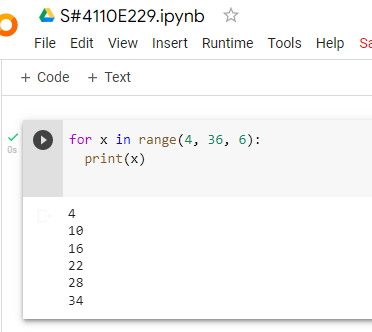 S#4110E229.ipynb
File Edit View Insert Runtime Tools Help
+ Code + Text
0s
for x in range(4, 36, 6):
  print(x)
4
10
16
22
28
34